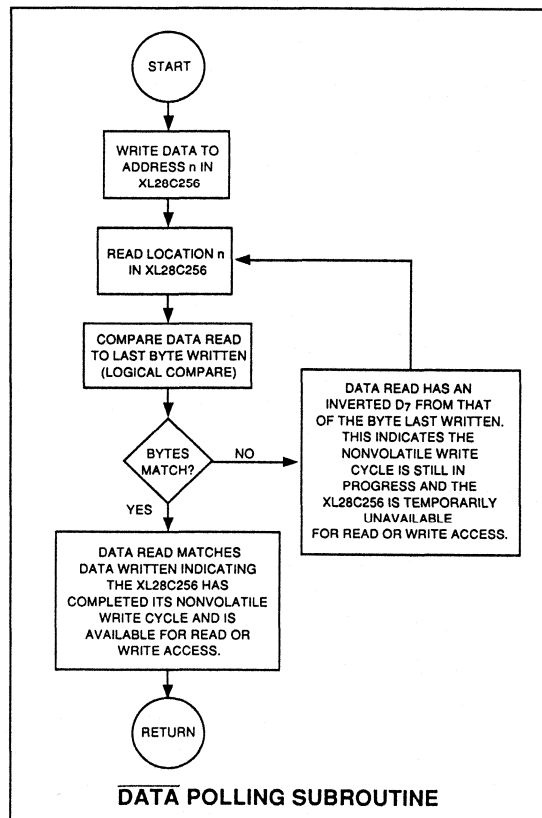 START
WRITE DATA TO
ADDRESS n IN
XL28C256
READ LOCATION n
IN XL28C256
COMPARE DATA READ
TO LAST BYTE WRITTEN
(LOGICAL COMPARE)
BYTES
MATCH?
NO
YES
DATA READ HAS AN
INVERTED D7 FROM THAT
OF THE BYTE LAST WRITTEN.
THIS INDICATES THE
NONVOLATILE WRITE
CYCLE IS STILL IN
PROGRESS AND THE
XL28C256 IS TEMPORARILY
UNAVAILABLE
FOR READ OR WRITE ACCESS.
DATA READ MATCHES
DATA WRITTEN INDICATING
THE XL28C256 HAS
COMPLETED ITS NONVOLATILE
WRITE CYCLE AND IS
AVAILABLE FOR READ OR
WRITE ACCESS.
RETURN
DATA POLLING SUBROUTINE